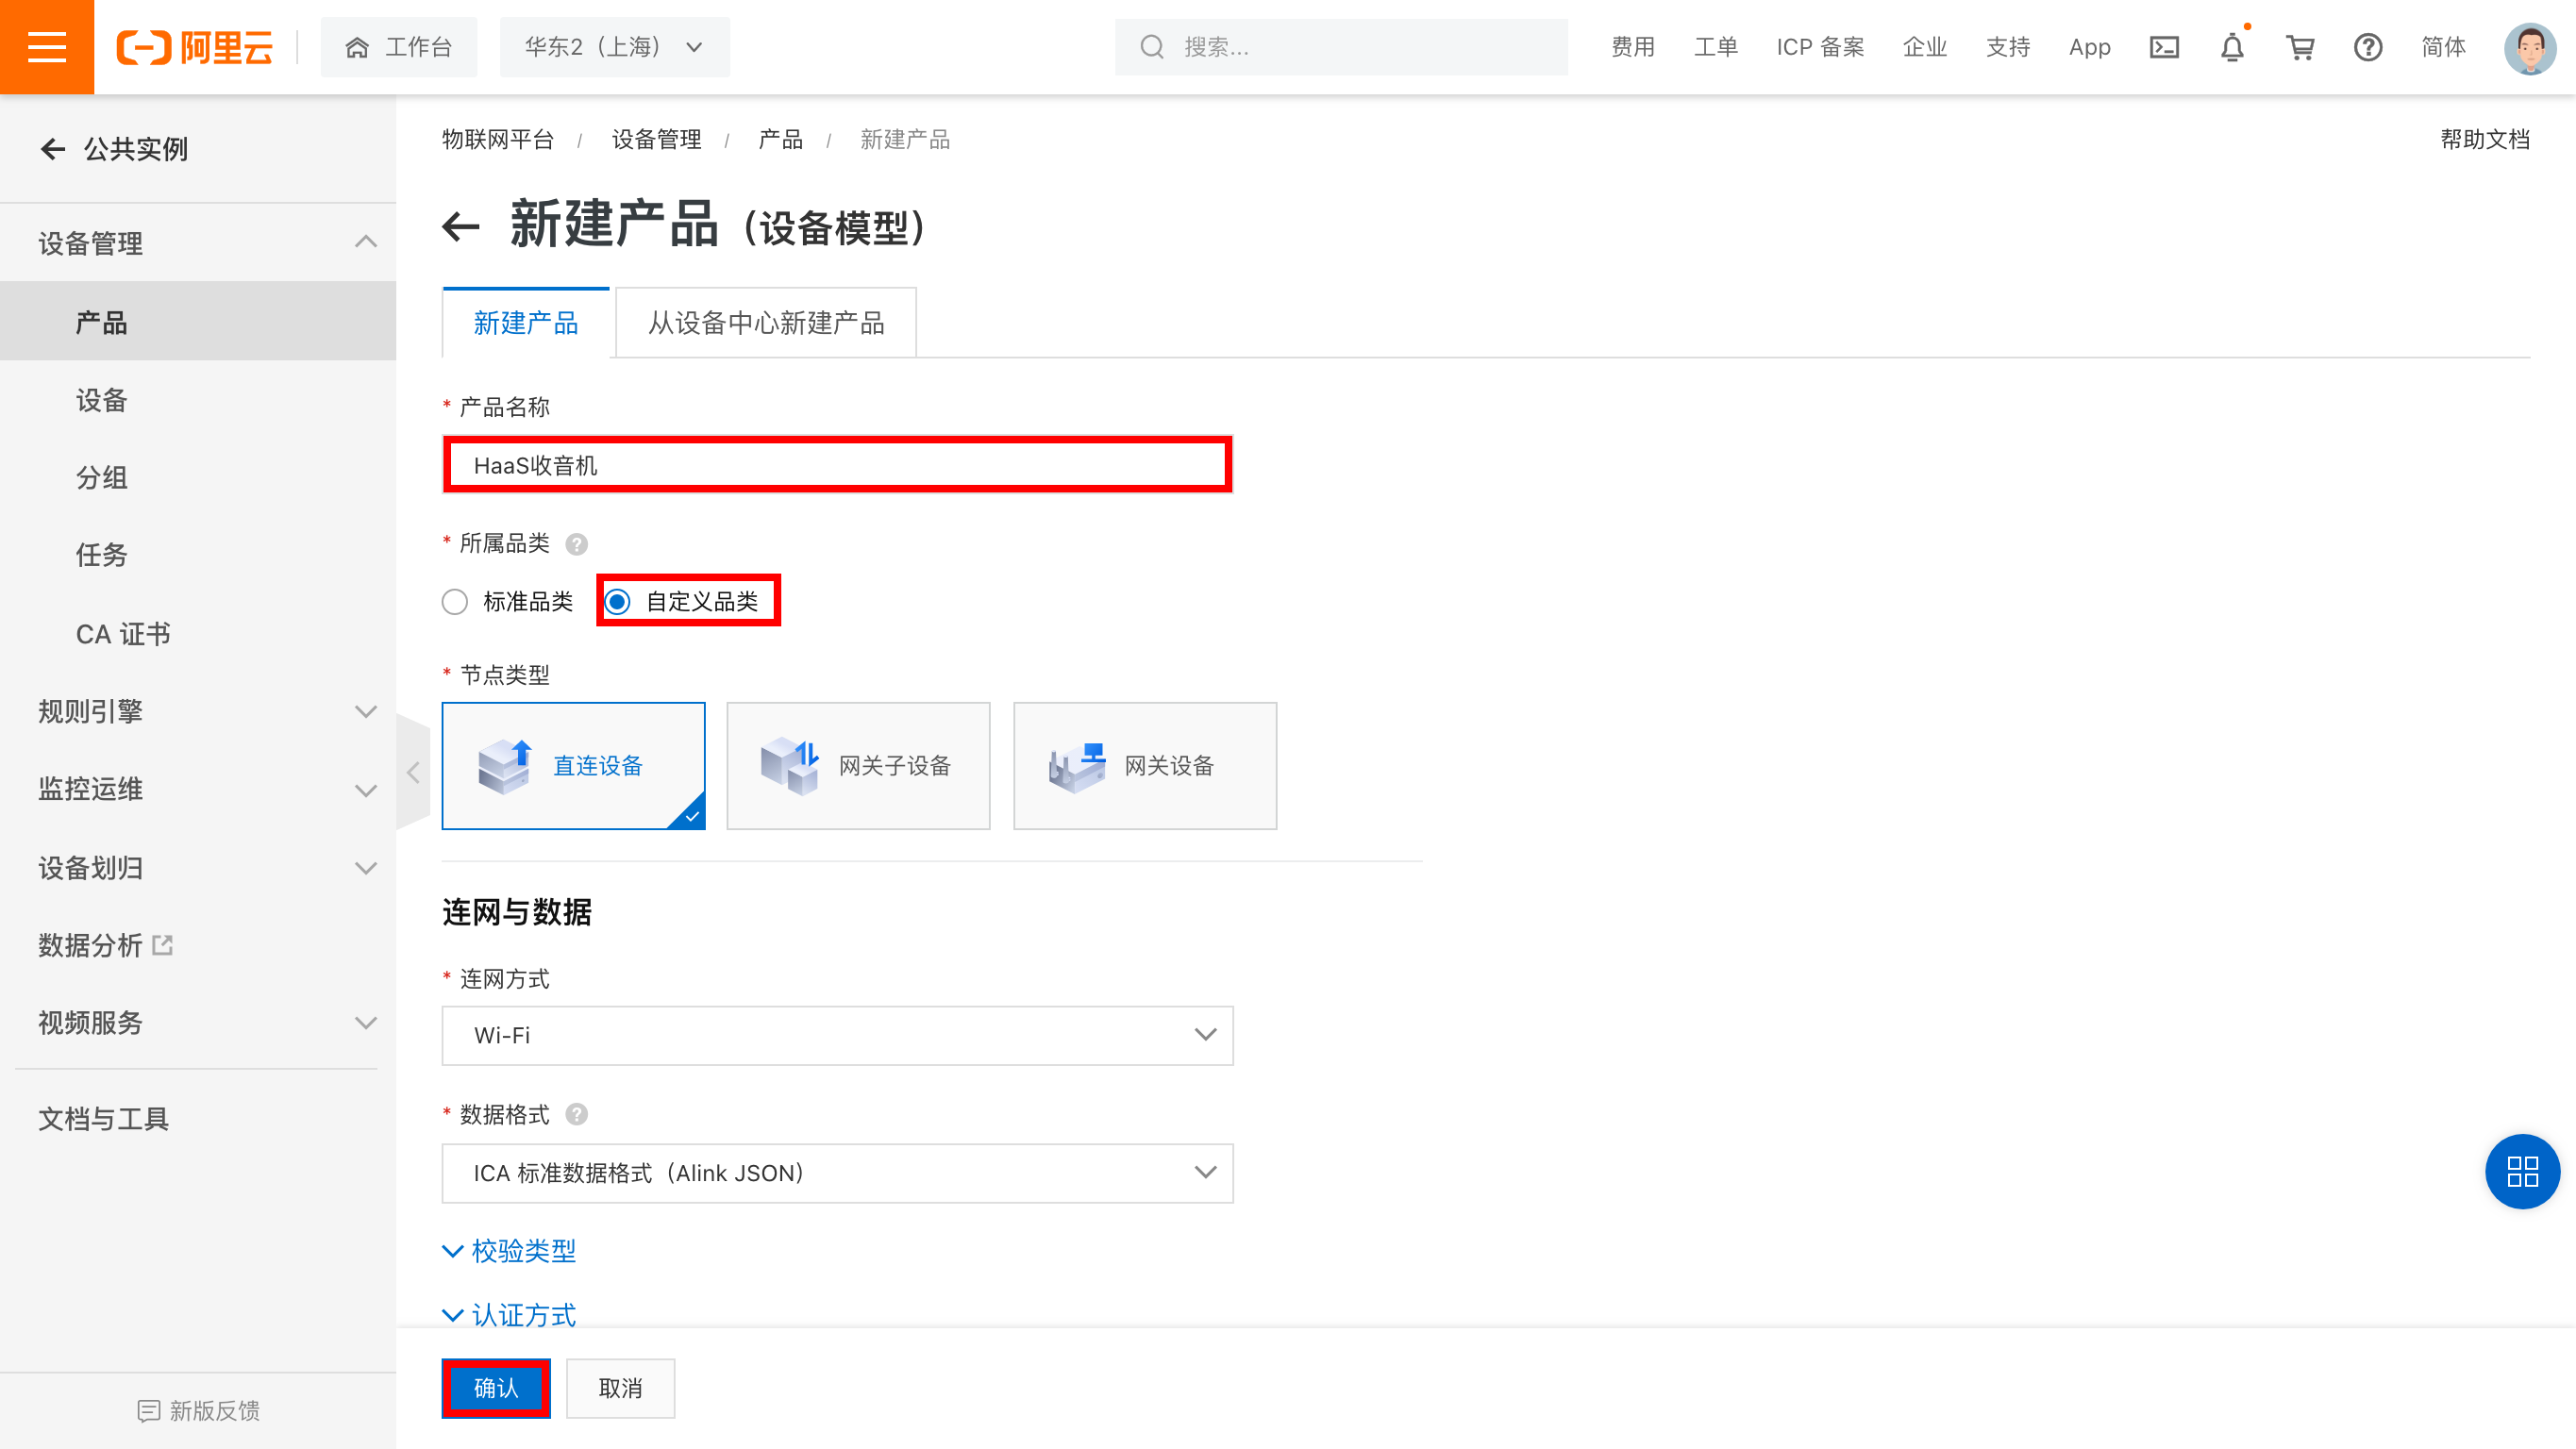 阿里云
工作台
华东2（上海）
搜索...
费用
工单
ICP 备案
企业
支持
App
简体
公共实例
设备管理
产品
设备
分组
任务
CA 证书
规则引擎
监控运维
设备划归
数据分析
视频服务
文档与工具
新版反馈
物联网平台 / 设备管理 / 产品 / 新建产品
帮助文档
新建产品（设备模型）
新建产品
从设备中心新建产品
* 产品名称
HaaS收音机
* 所属品类 ?
标准品类
自定义品类
* 节点类型
直连设备
网关子设备
网关设备
连网与数据
* 连网方式
Wi-Fi
* 数据格式 ?
ICA 标准数据格式（Alink JSON）
校验类型
认证方式
确认
取消